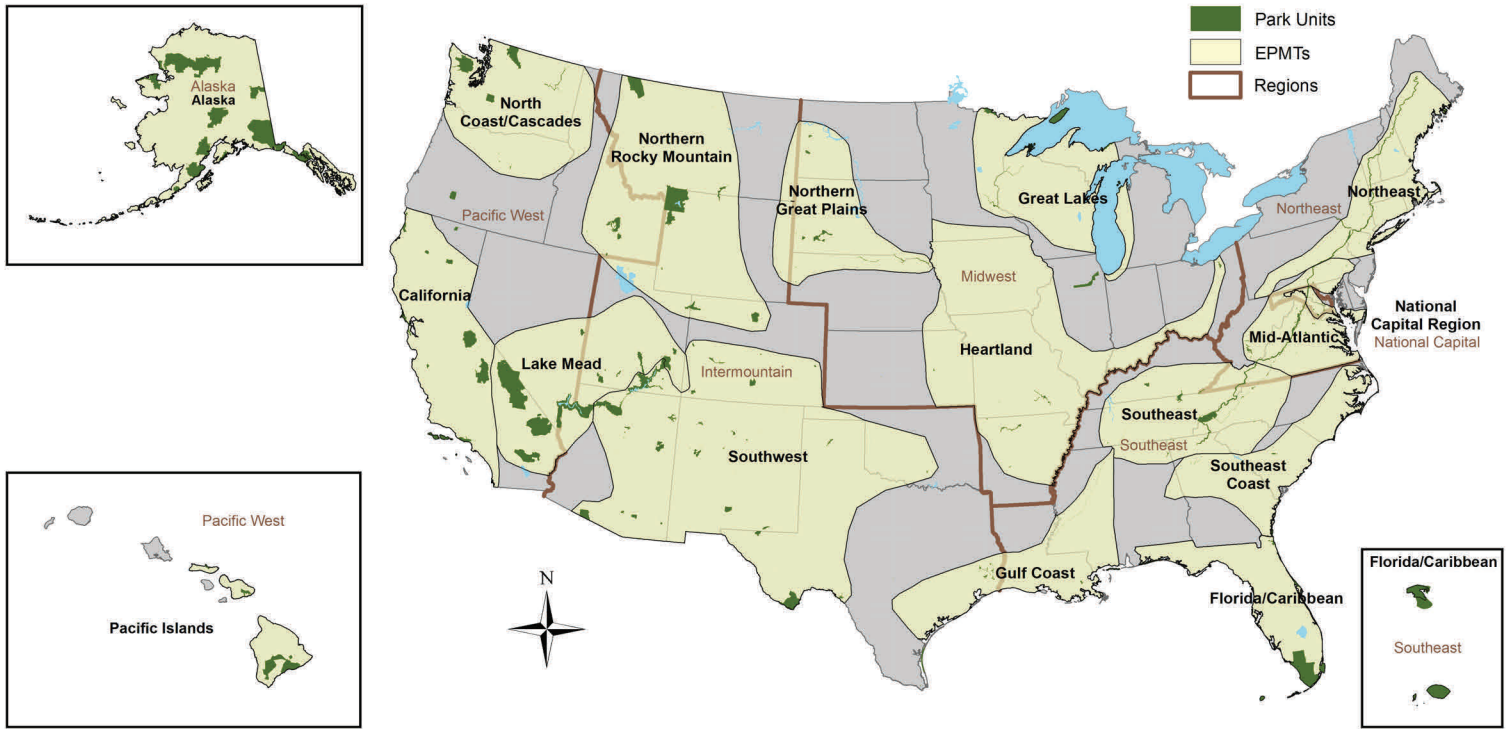 Park Units
EPMTs
Regions
Alaska
Alaska
North
Coast/Cascades
Northern
Rocky Mountain
Northern
Great Plains
Great Lakes
Northeast
Northeast
Pacific West
Midwest
California
National
Capital Region
National Capital
Mid-Atlantic
Heartland
Lake Mead
Intermountain
Southeast
Southeast
Southwest
Southeast
Coast
Pacific West
Pacific Islands
N
Gulf Coast
Florida/Caribbean
Florida/Caribbean
Southeast